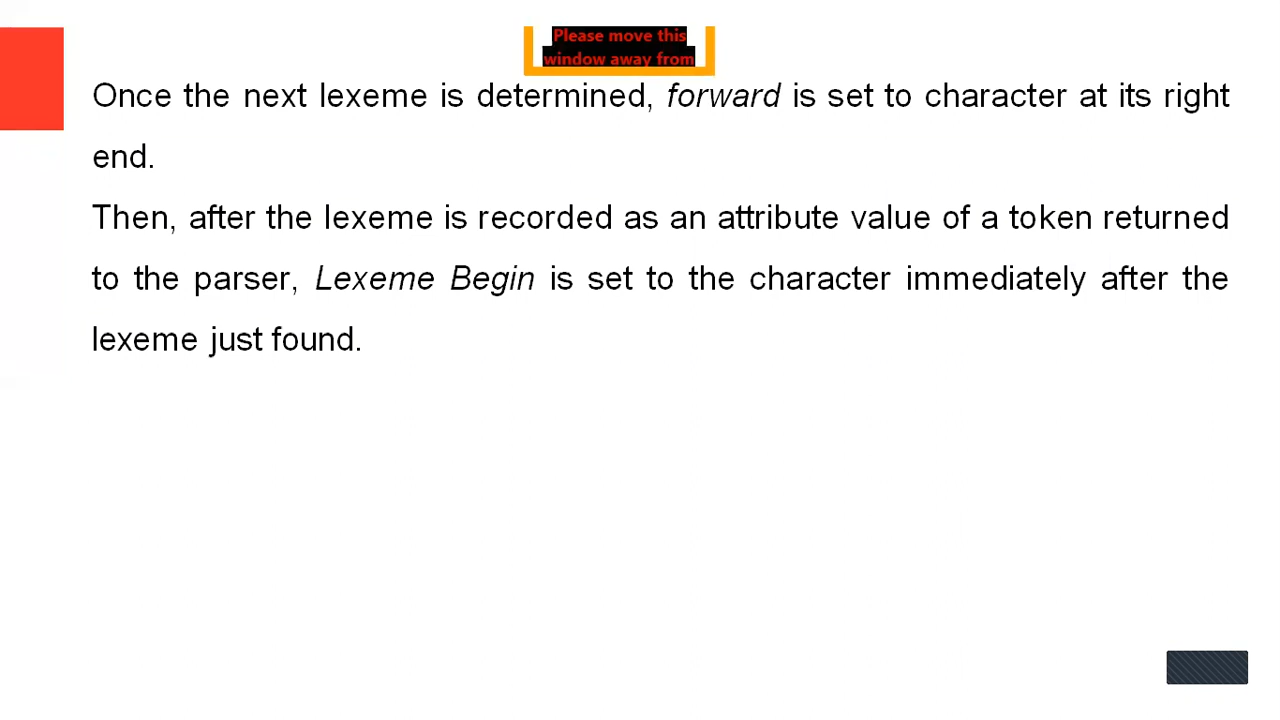 Please move this
window away from
Once the next lexeme is determined, forward is set to character at its right
end.
Then, after the lexeme is recorded as an attribute value of a token returned
to the parser, Lexeme Begin is set to the character immediately after the
lexeme just found.